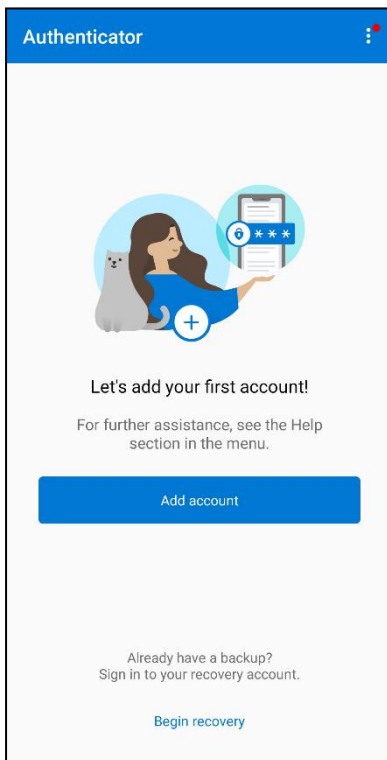 Authenticator
* * *
Let's add your first account!
For further assistance, see the Help
section in the menu.
Add account
Already have a backup?
Sign in to your recovery account.
Begin recovery